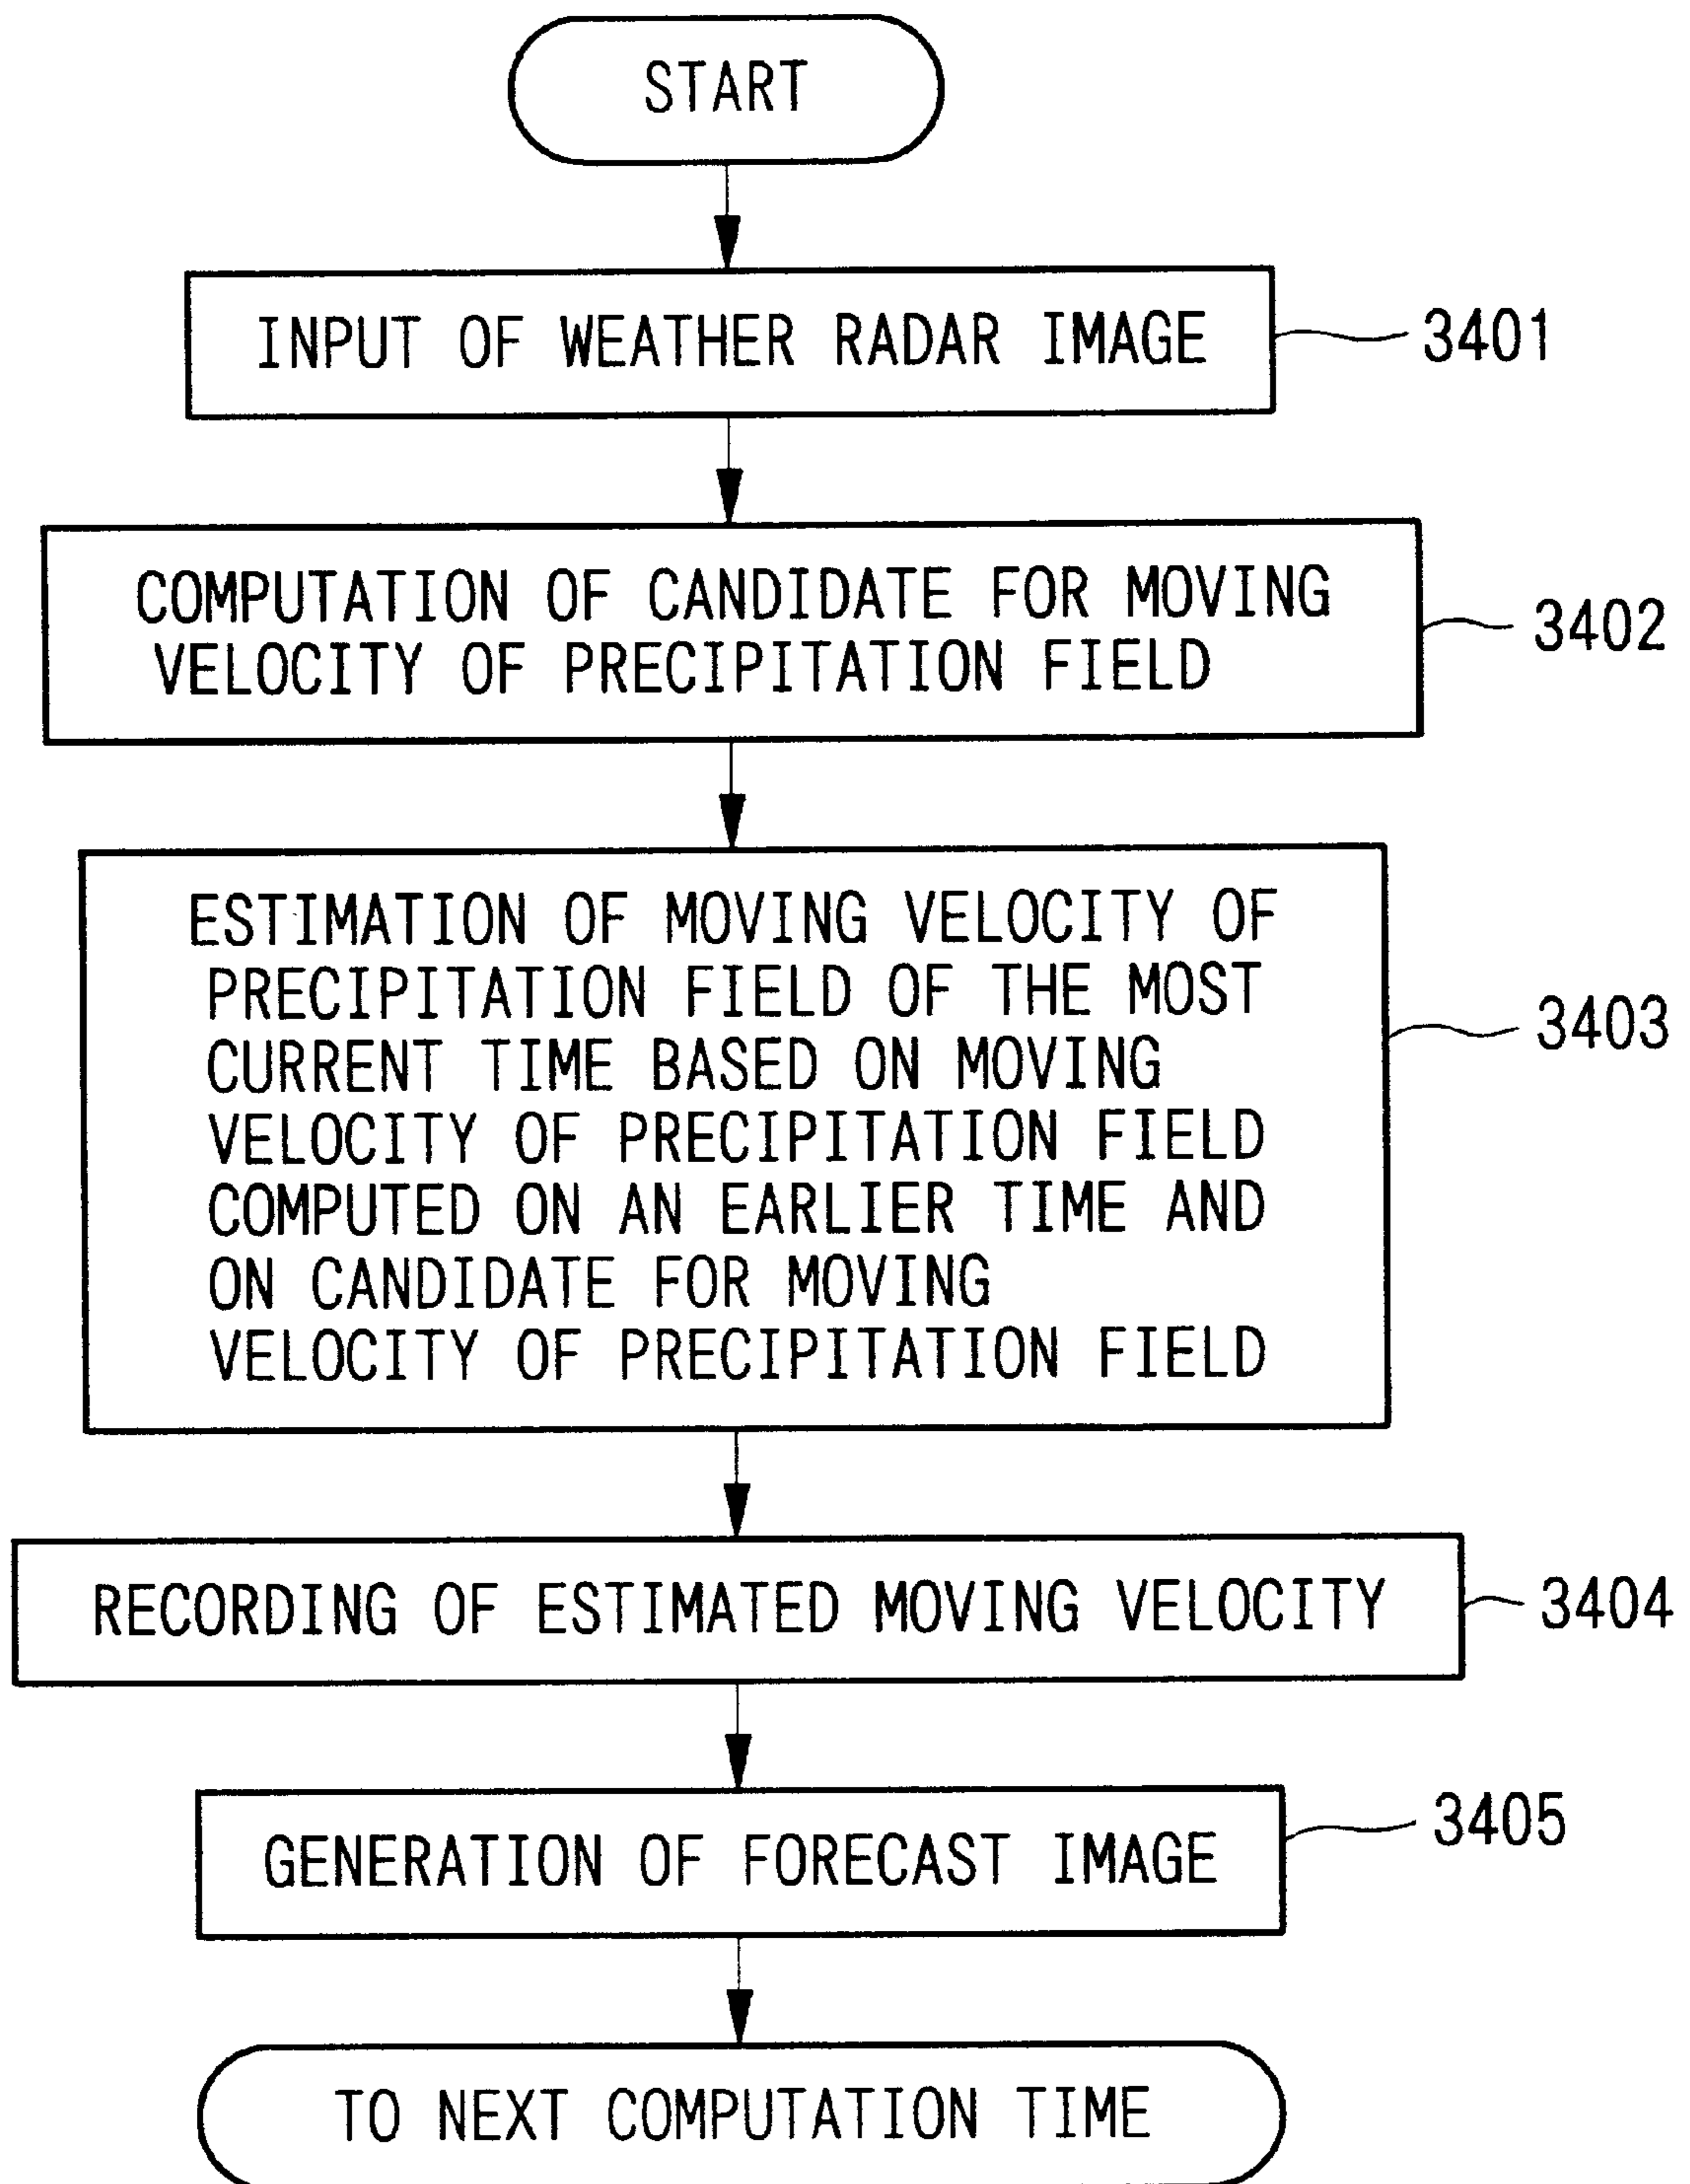 START
INPUT OF WEATHER RADAR IMAGE
3401
COMPUTATION OF CANDIDATE FOR MOVING
VELOCITY OF PRECIPITATION FIELD
3402
ESTIMATION OF MOVING VELOCITY OF
PRECIPITATION FIELD OF THE MOST
CURRENT TIME BASED ON MOVING
VELOCITY OF PRECIPITATION FIELD
COMPUTED ON AN EARLIER TIME AND
ON CANDIDATE FOR MOVING
VELOCITY OF PRECIPITATION FIELD
3403
RECORDING OF ESTIMATED MOVING VELOCITY
3404
GENERATION OF FORECAST IMAGE
3405
TO NEXT COMPUTATION TIME